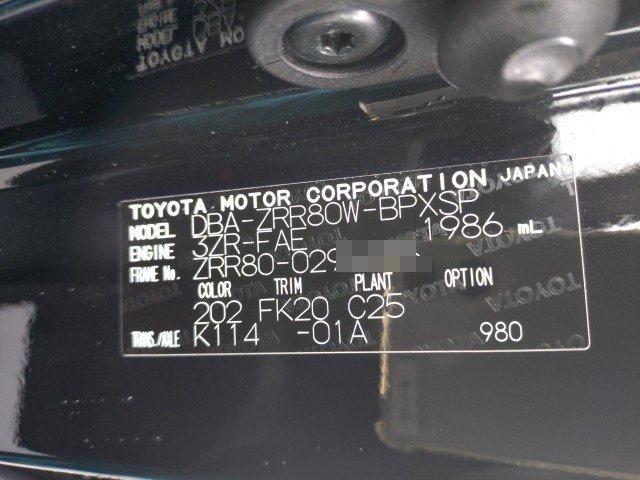 TOYOTA MOTOR CORPORATION JAPAN
MODEL DBA-ZRR80W-BPXSP
ENGINE 3ZR-FAE 1986 mL
FRAME No. ZRR80-029
COLOR TRIM PLANT OPTION
202 FK20 C25
TRANS./AXLE K114 -01A 980